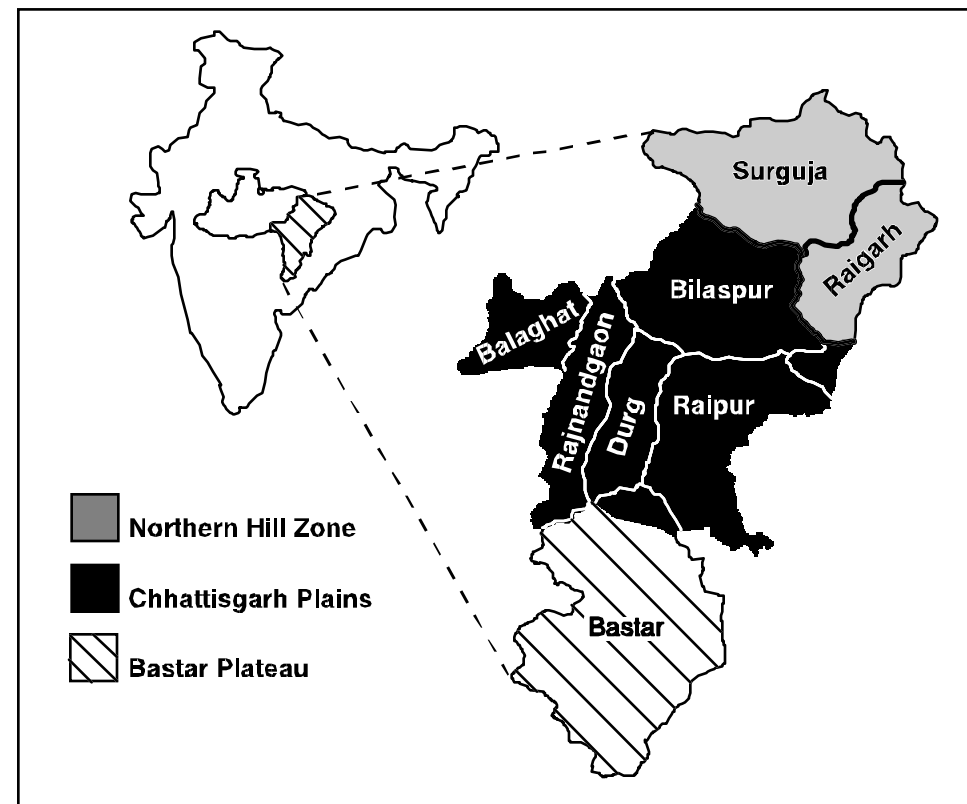 Surguja
Raigarh
Bilaspur
Balaghat
Rajnandgaon
Durg
Raipur
Bastar
Northern Hill Zone
Chhattisgarh Plains
Bastar Plateau